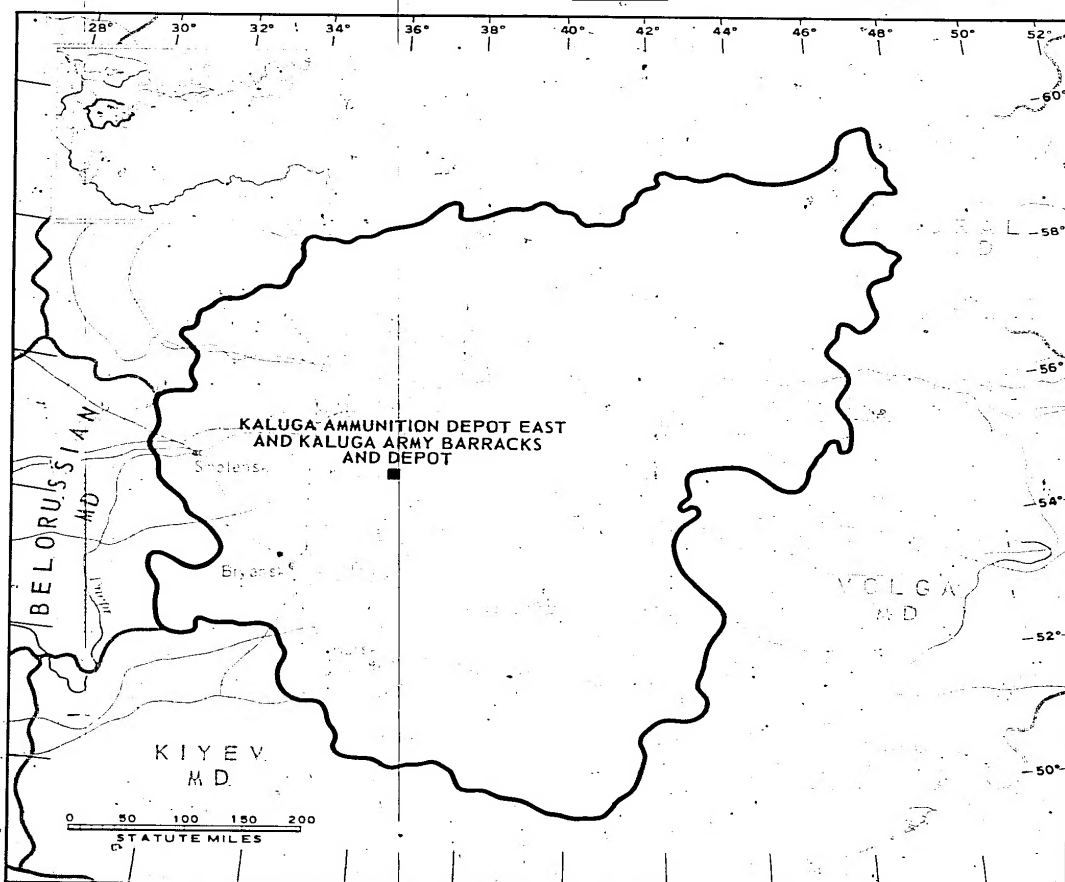 28° 30° 32° 34° 36° 38° 40° 42° 44° 46° 48° 50° 52°
60°
58°
56°
KALUGA AMMUNITION DEPOT EAST
AND KALUGA ARMY BARRACKS
AND DEPOT
Smolensk
BELORUSSIAN
MD
54°
Bryansk
VOLGA
MD
52°
KIYEV
MD
50°
0 50 100 200
STATUTE MILES